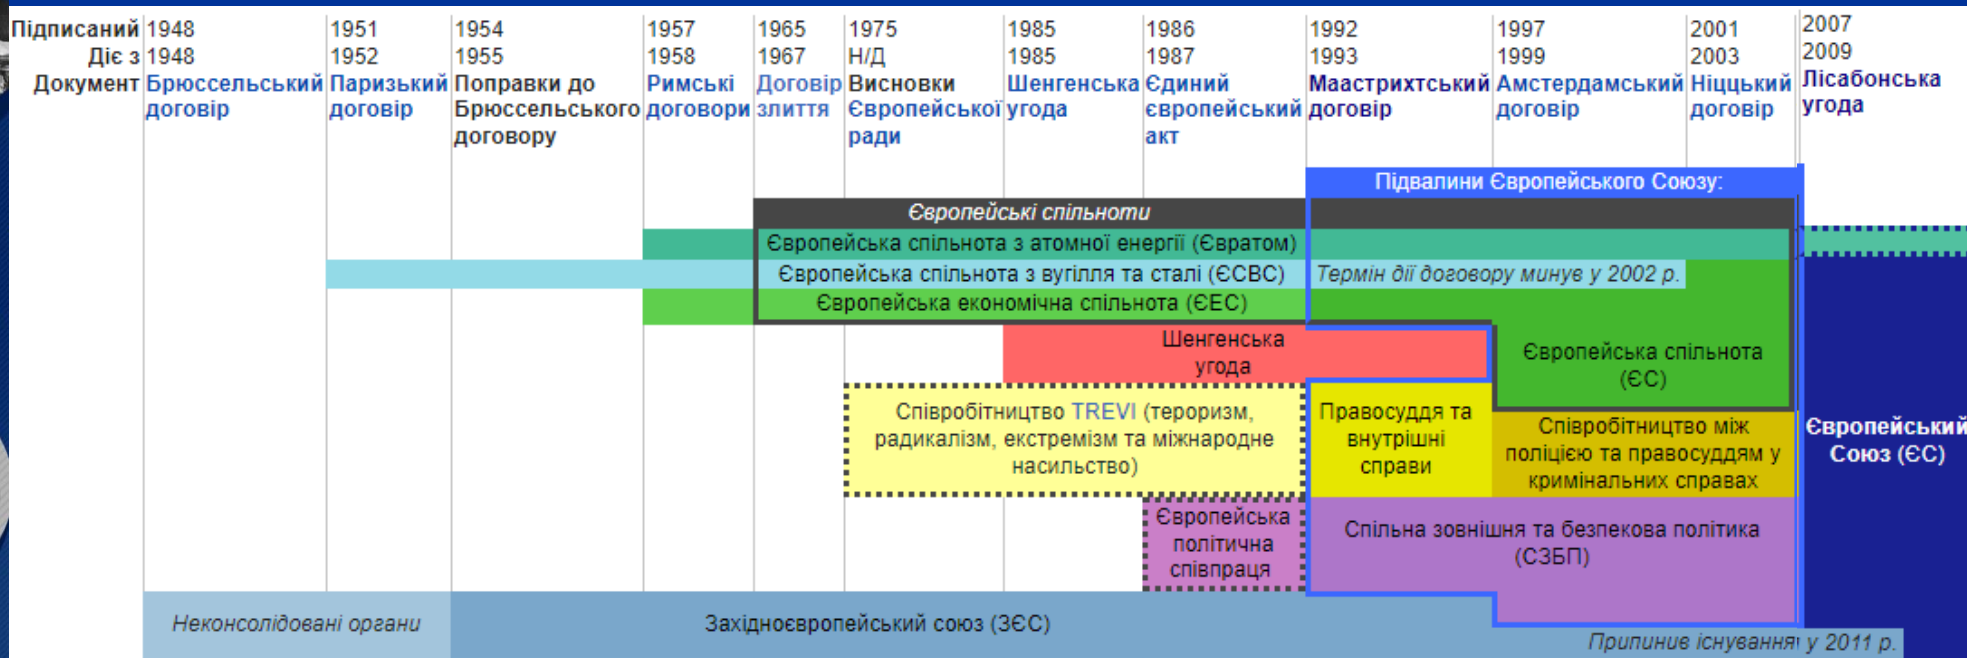 Підписаний 1948 1951 1954 1957 1965 1975 1985 1986 1992 1997 2001 2007
Діє з 1948 1952 1955 1958 1967 Н/Д 1985 1987 1993 1999 2003 2009
Документ Брюссельський Паризький Поправки до Римські Договір Висновки Шенгенська Єдиний Маастрихтський Амстердамський Ніццький Лісабонська
договір договір Брюссельського договори злиття Європейської угода європейський договір договір договір угода
договору ради акт
Підвалини Європейського Союзу:
Європейські спільноти
Європейська спільнота з атомної енергії (Євратом)
Європейська спільнота з вугілля та сталі (ЄСВС) Термін дії договору минув у 2002 р.
Європейська економічна спільнота (ЄЕС)
Шенгенська
угода
Європейська спільнота
(ЄС)
Співробітництво TREVI (тероризм,
радикалізм, екстремізм та міжнародне
насильство)
Правосуддя та
внутрішні
справи
Співробітництво між
поліцією та правосуддям у
кримінальних справах
Європейський
Союз (ЄС)
Європейська
політична
співпраця
Спільна зовнішня та безпекова політика
(СЗБП)
Неконсолідовані органи
Західноєвропейський союз (ЗЄС)
Припинив існування у 2011 р.